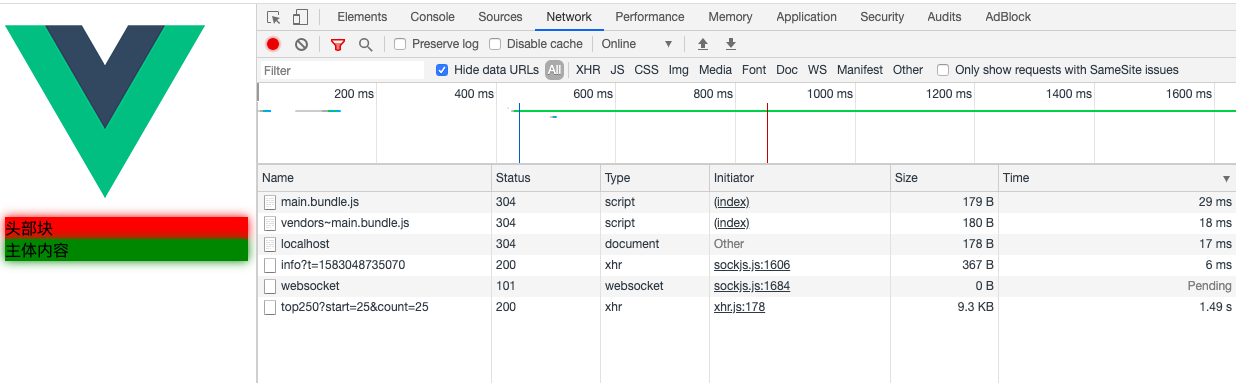 Elements Console Sources Network Performance Memory Application Security Audits AdBlock
Preserve log Disable cache Online
Filter Hide data URLs All XHR JS CSS Img Media Font Doc WS Manifest Other Only show requests with SameSite issues
200 ms 400 ms 600 ms 800 ms 1000 ms 1200 ms 1400 ms 1600 ms
Name Status Type Initiator Size Time
main.bundle.js 304 script (index) 179 B 29 ms
vendors~main.bundle.js 304 script (index) 180 B 18 ms
localhost 304 document Other 178 B 17 ms
info?t=1583048735070 200 xhr sockjs.js:1606 367 B 6 ms
websocket 101 websocket sockjs.js:1684 0 B Pending
top250?start=25&count=25 200 xhr xhr.js:178 9.3 KB 1.49 s
头部块
主体内容